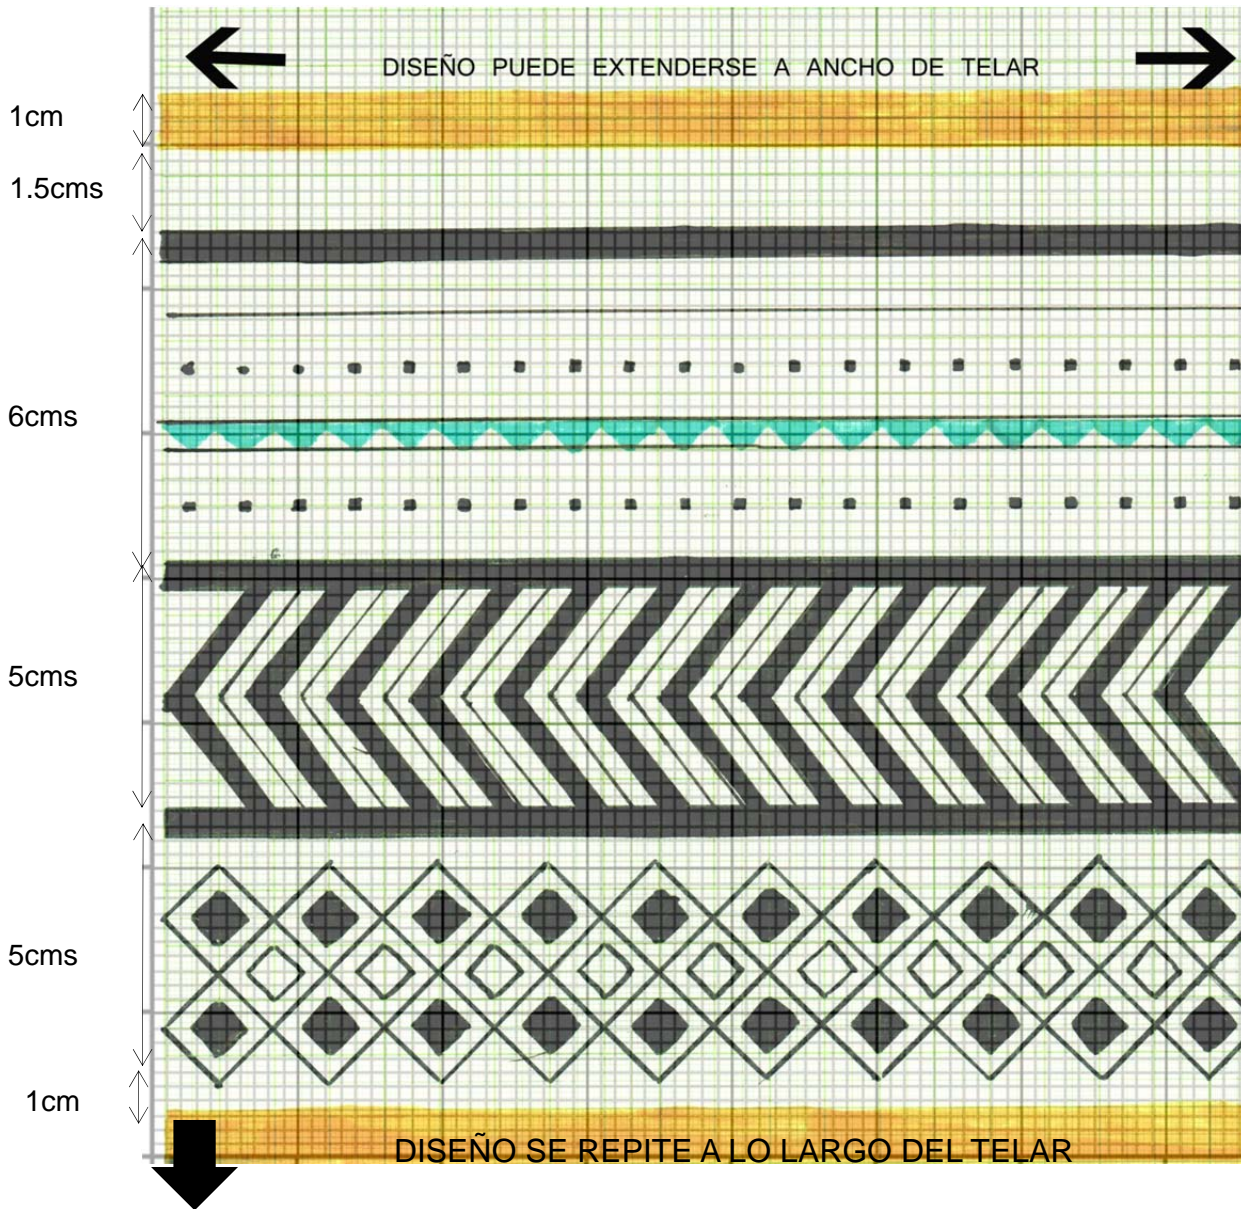 DISEÑO PUEDE EXTENDERSE A ANCHO DE TELAR
1cm
1.5cms
6cms
5cms
5cms
1cm
DISEÑO SE REPITE A LO LARGO DEL TELAR